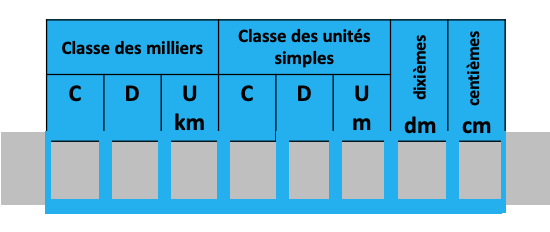 Classe des milliers
Classe des unités
simples
dixièmes
centièmes
C D U C D U
km m dm cm